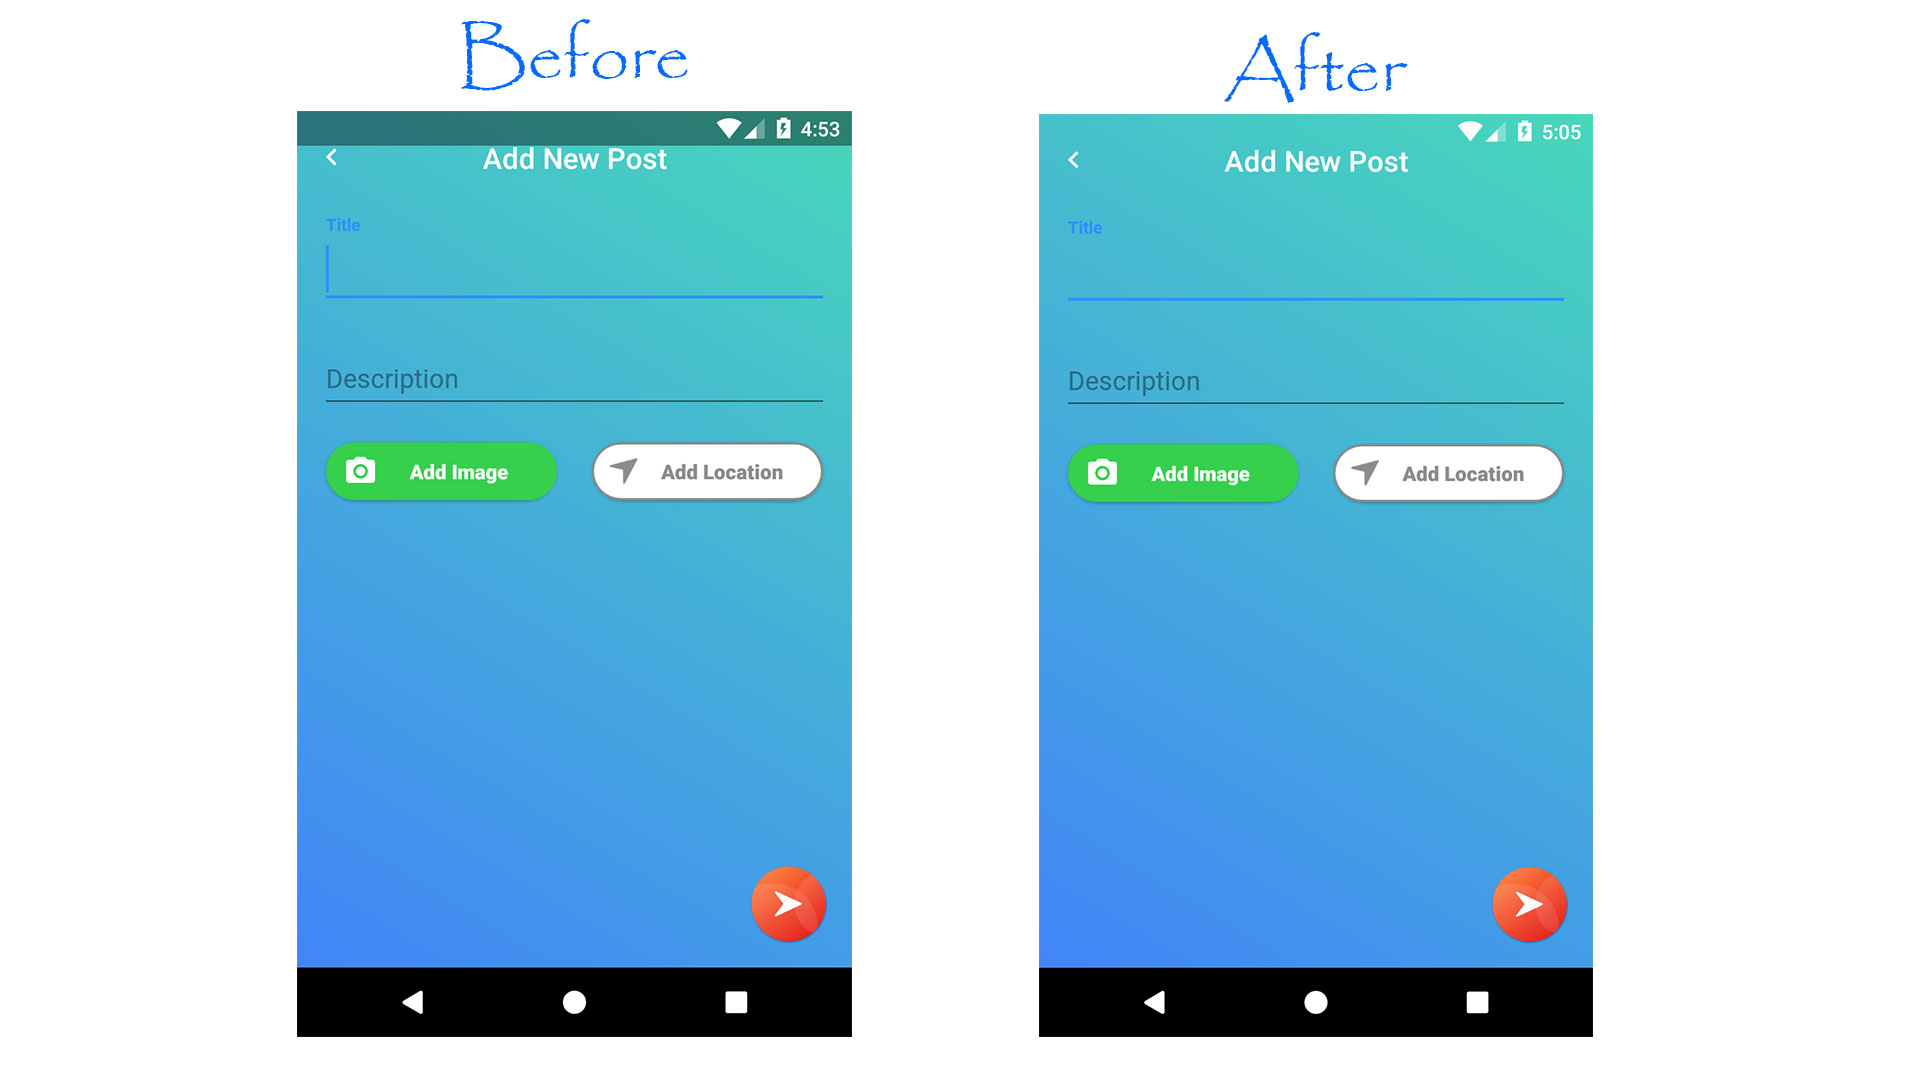 Before
4:53
Add New Post
Title
Description
Add Image
Add Location
After
5:05
Add New Post
Title
Description
Add Image
Add Location